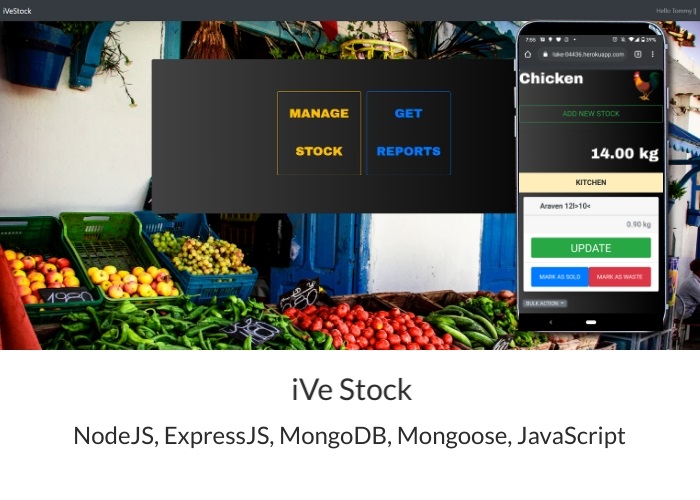 iVeStock
Hello Tommy :)
MANAGE
STOCK
GET
REPORTS
7:55
39%
-lake-04436.herokuapp.com
Chicken
ADD NEW STOCK
14.00 kg
KITCHEN
Araven 12l>10<
0.90 kg
UPDATE
MARK AS SOLD
MARK AS WASTE
BULK ACTION
1980
iVe Stock
NodeJS, ExpressJS, MongoDB, Mongoose, JavaScript